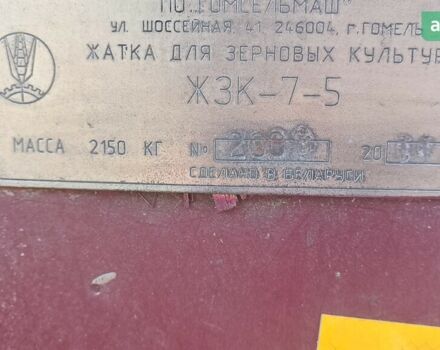 ПО„ГОМСЕЛЬМАШ"
УЛ. ШОССЕЙНАЯ, 41 246004, г.ГОМЕЛЬ
ЖАТКА ДЛЯ ЗЕРНОВЫХ КУЛЬТУР
ЖЗК-7-5
МАССА 2150 КГ № 20
СДЕЛАНО В БЕЛАРУСИ